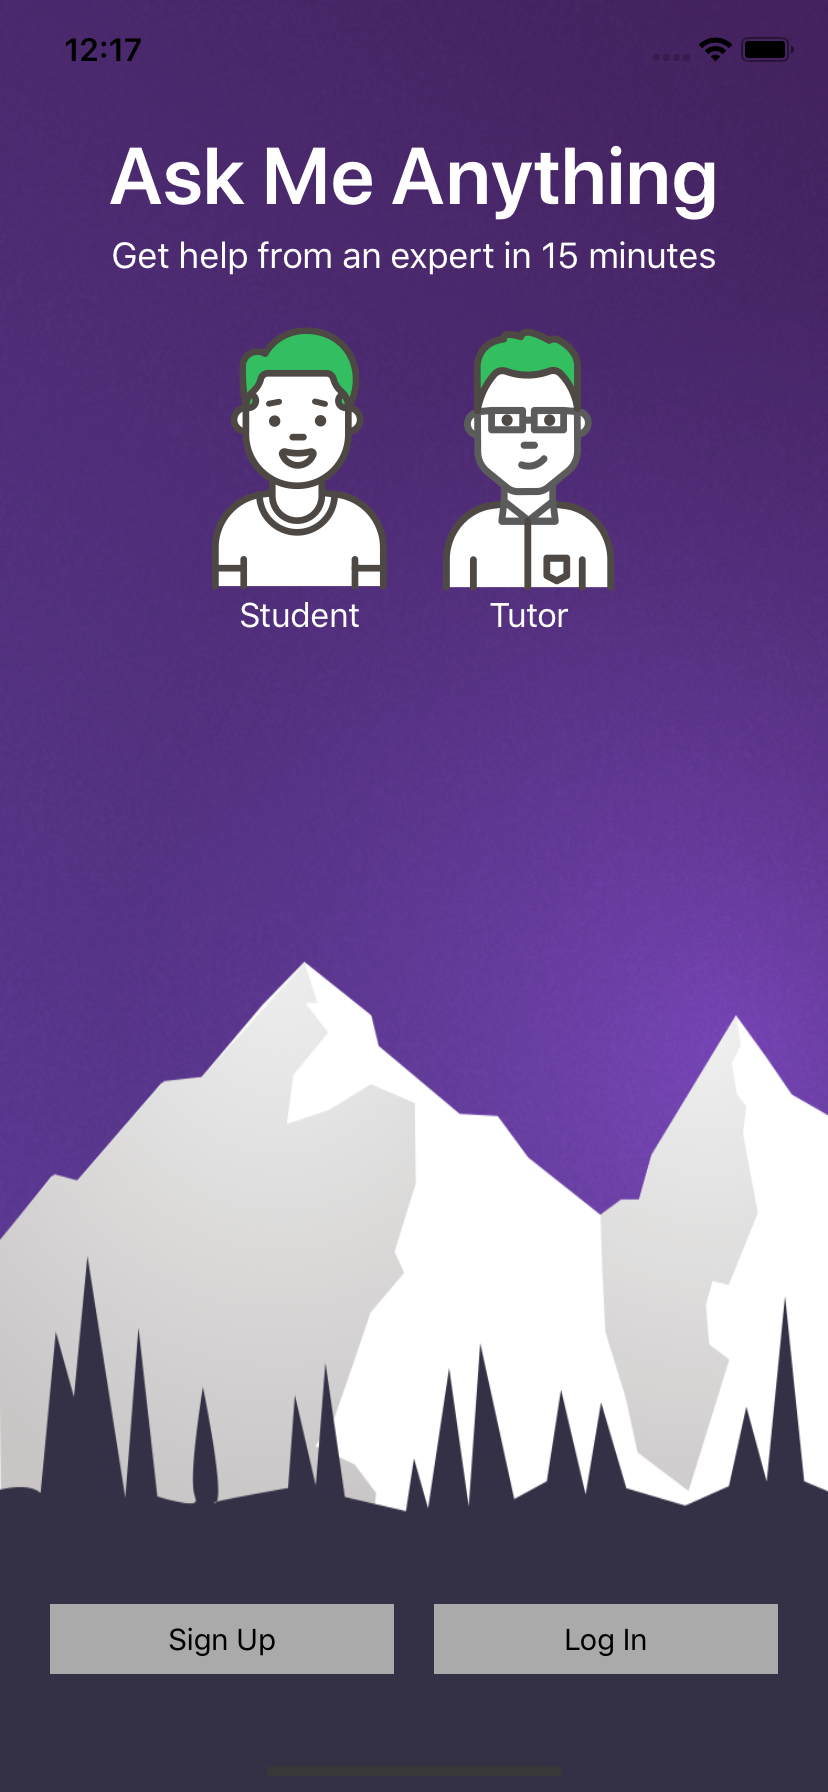 12:17
Ask Me Anything
Get help from an expert in 15 minutes
Student
Tutor
Sign Up
Log In